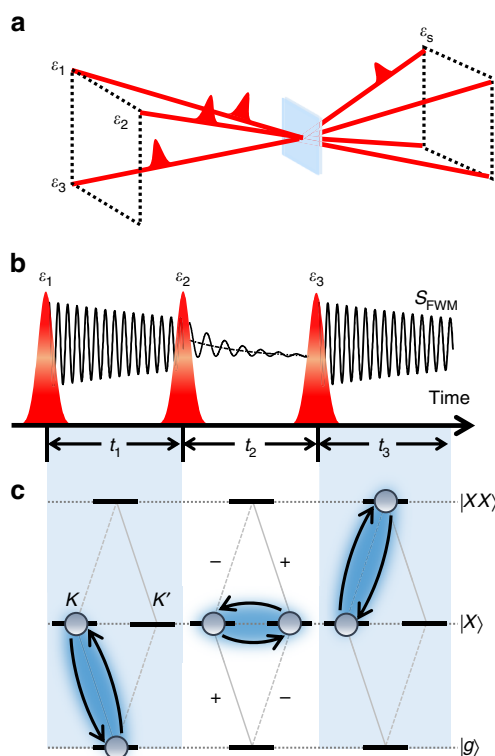 a
ε1
ε2
ε3
εs
b
ε1
ε2
ε3
SFWM
Time
t1
t2
t3
c
|XX⟩
− +
K K′
|X⟩
+ −
|g⟩